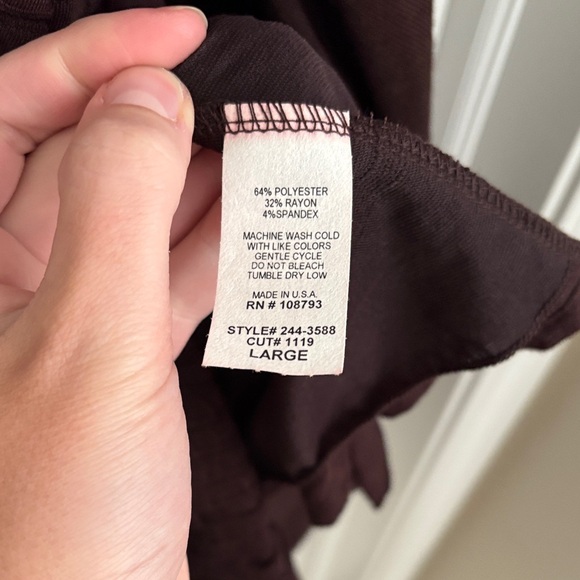 64% POLYESTER
32% RAYON
4%SPANDEX
MACHINE WASH COLD
WITH LIKE COLORS
GENTLE CYCLE
DO NOT BLEACH
TUMBLE DRY LOW
MADE IN U.S.A.
RN # 108793
STYLE# 244-3588
CUT# 1119
LARGE